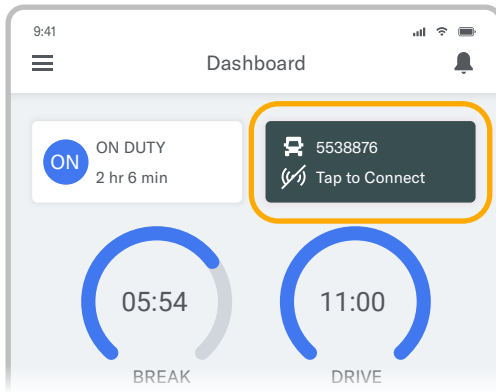 9:41
Dashboard
ON
ON DUTY
2 hr 6 min
5538876
Tap to Connect
05:54
11:00
BREAK
DRIVE